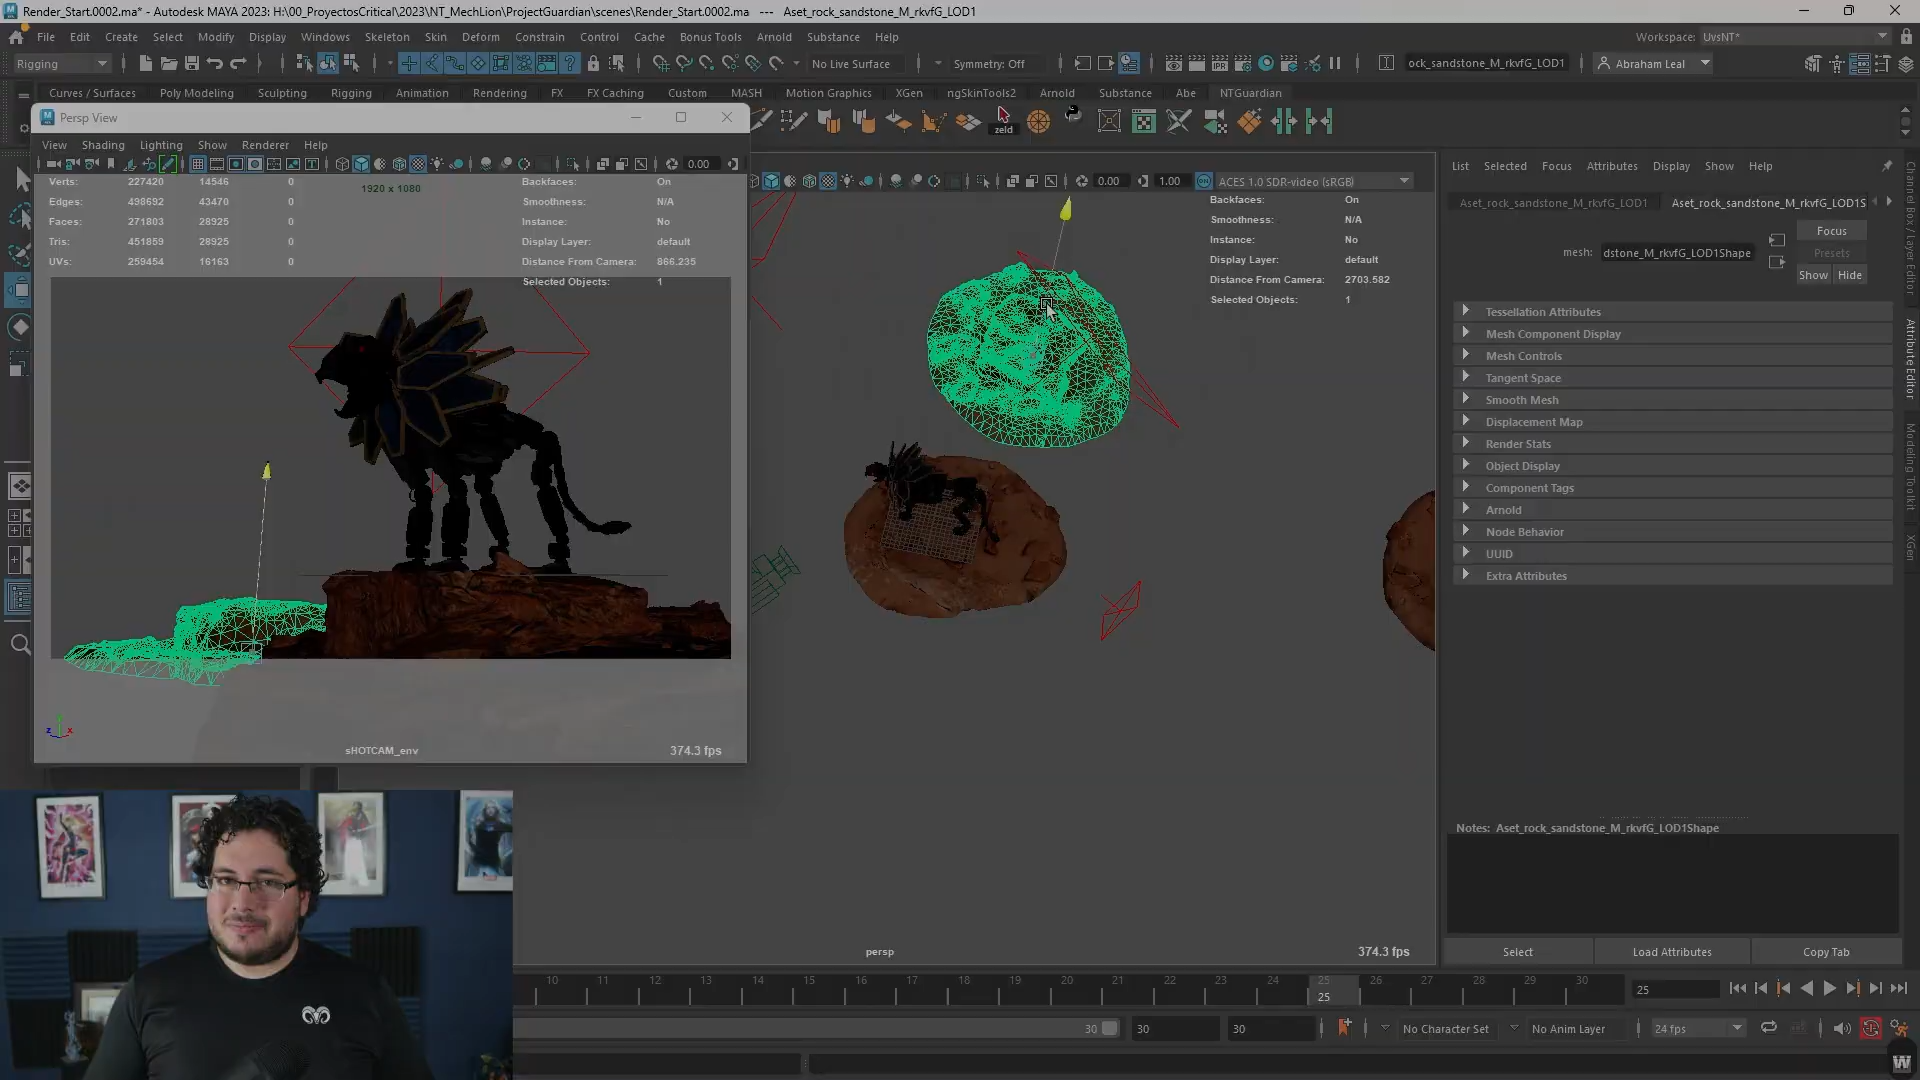 Render_Start.0002.ma* - Autodesk MAYA 2023: H:\00_ProyectosCritical\2023\NT_MechLion\ProjectGuardian\scenes\Render_Start.0002.ma --- Aset_rock_sandstone_M_rkvfG_LOD1
File Edit Create Select Modify Display Windows Skeleton Skin Deform Constrain Control Cache Bonus Tools Arnold Substance Help
Workspace: UvsNT*
Rigging
No Live Surface
Symmetry: Off
ock_sandstone_M_rkvfG_LOD1
Abraham Leal
Curves / Surfaces Poly Modeling Sculpting Rigging Animation Rendering FX FX Caching Custom MASH Motion Graphics XGen ngSkinTools2 Arnold Substance Abe NTGuardian
zeld
Persp View
View Shading Lighting Show Renderer Help
0.00
Verts: 227420 14546 0
Edges: 498692 43470 0
Faces: 271803 28925 0
Tris: 451859 28925 0
UVs: 259454 16163 0
1920 x 1080
Backfaces: On
Smoothness: N/A
Instance: No
Display Layer: default
Distance From Camera: 866.235
Selected Objects: 1
z x
sHOTCAM_env
374.3 fps
0.00 1.00 ACES 1.0 SDR-video (sRGB)
Backfaces: On
Smoothness: N/A
Instance: No
Display Layer: default
Distance From Camera: 2703.582
Selected Objects: 1
persp
374.3 fps
List Selected Focus Attributes Display Show Help
Aset_rock_sandstone_M_rkvfG_LOD1 Aset_rock_sandstone_M_rkvfG_LOD1S
Focus
Presets
Show Hide
mesh: dstone_M_rkvfG_LOD1Shape
Tessellation Attributes
Mesh Component Display
Mesh Controls
Tangent Space
Smooth Mesh
Displacement Map
Render Stats
Object Display
Component Tags
Arnold
Node Behavior
UUID
Extra Attributes
Notes: Aset_rock_sandstone_M_rkvfG_LOD1Shape
Select Load Attributes Copy Tab
Channel Box / Layer Editor
Attribute Editor
Modeling Toolkit
XGen
10 11 12 13 14 15 16 17 18 19 20 21 22 23 24 25 26 27 28 29 30
25
25
30 30 30
No Character Set
No Anim Layer
24 fps